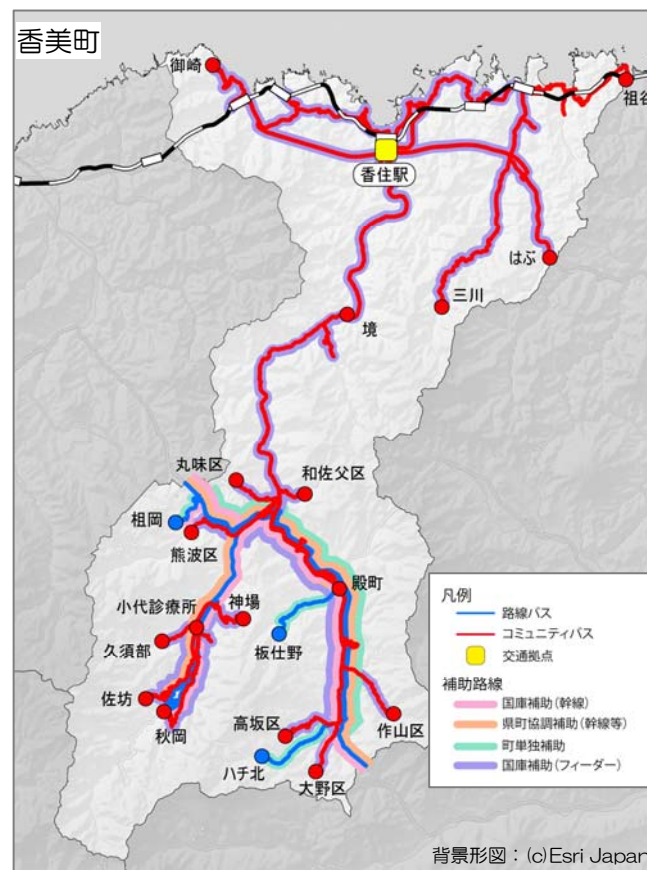 香美町
御崎
祖谷
香住駅
はぶ
三川
境
丸味区
和佐父区
祖岡
熊波区
殿町
小代診療所
神場
久須部
板仕野
佐坊
秋岡
高坂区
作山区
ハチ北
大野区
凡例
路線バス
コミュニティバス
交通拠点
補助路線
国庫補助(幹線)
県町協調補助(幹線等)
町単独補助
国庫補助(フィーダー)
背景形図：(c)Esri Japan